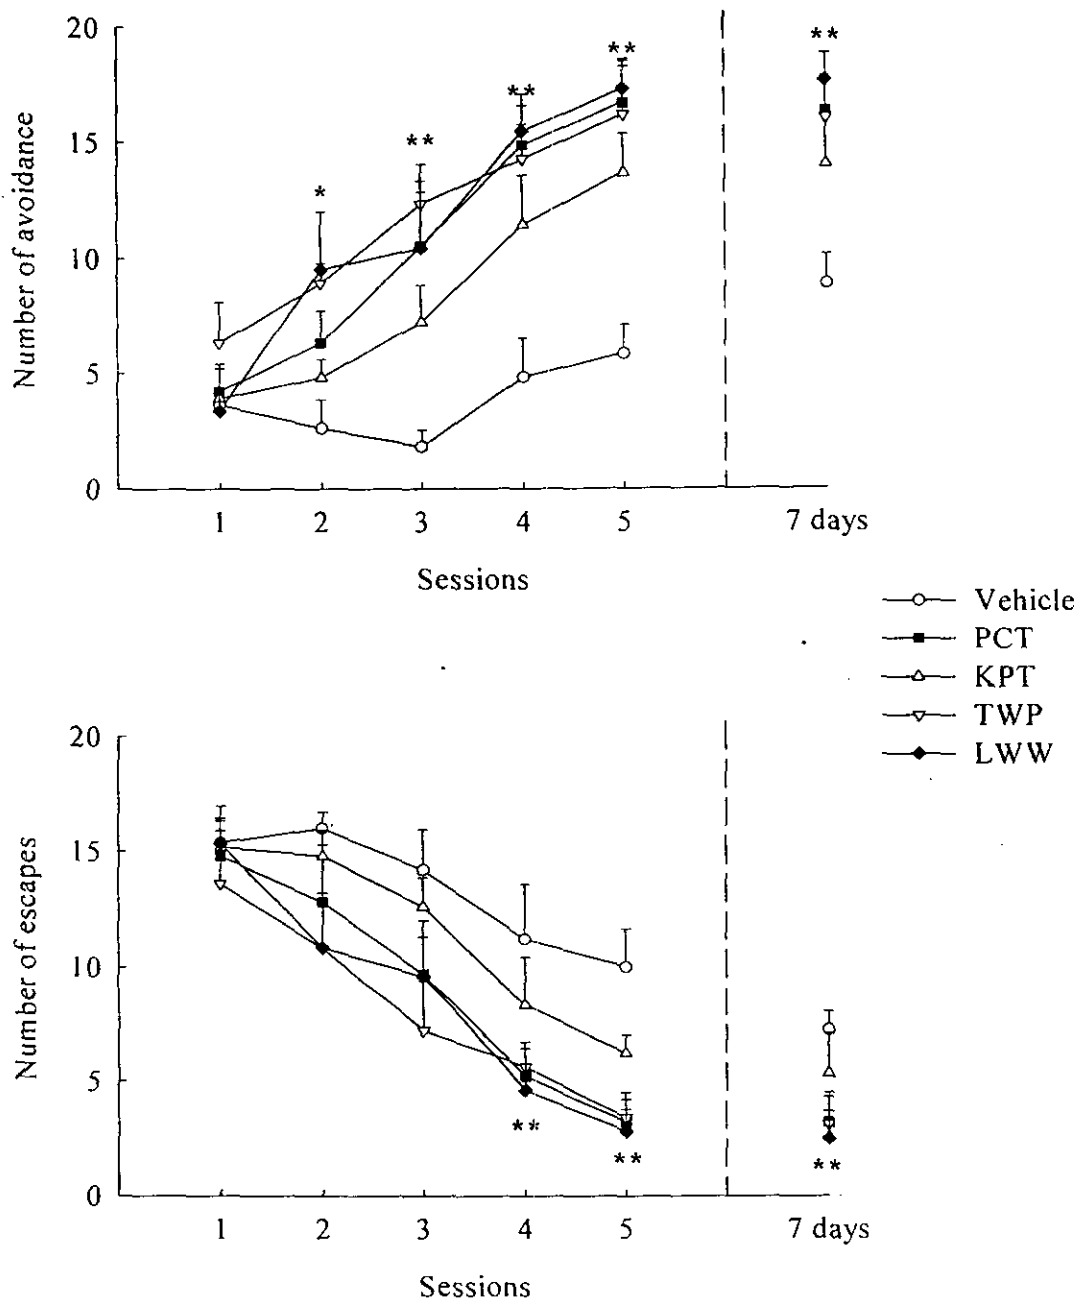 20
15
10
5
0
Number of avoidance
*
**
**
**
**
1 2 3 4 5 7 days
Sessions
Vehicle
PCT
KPT
TWP
LWW
20
15
10
5
0
Number of escapes
**
**
**
1 2 3 4 5 7 days
Sessions